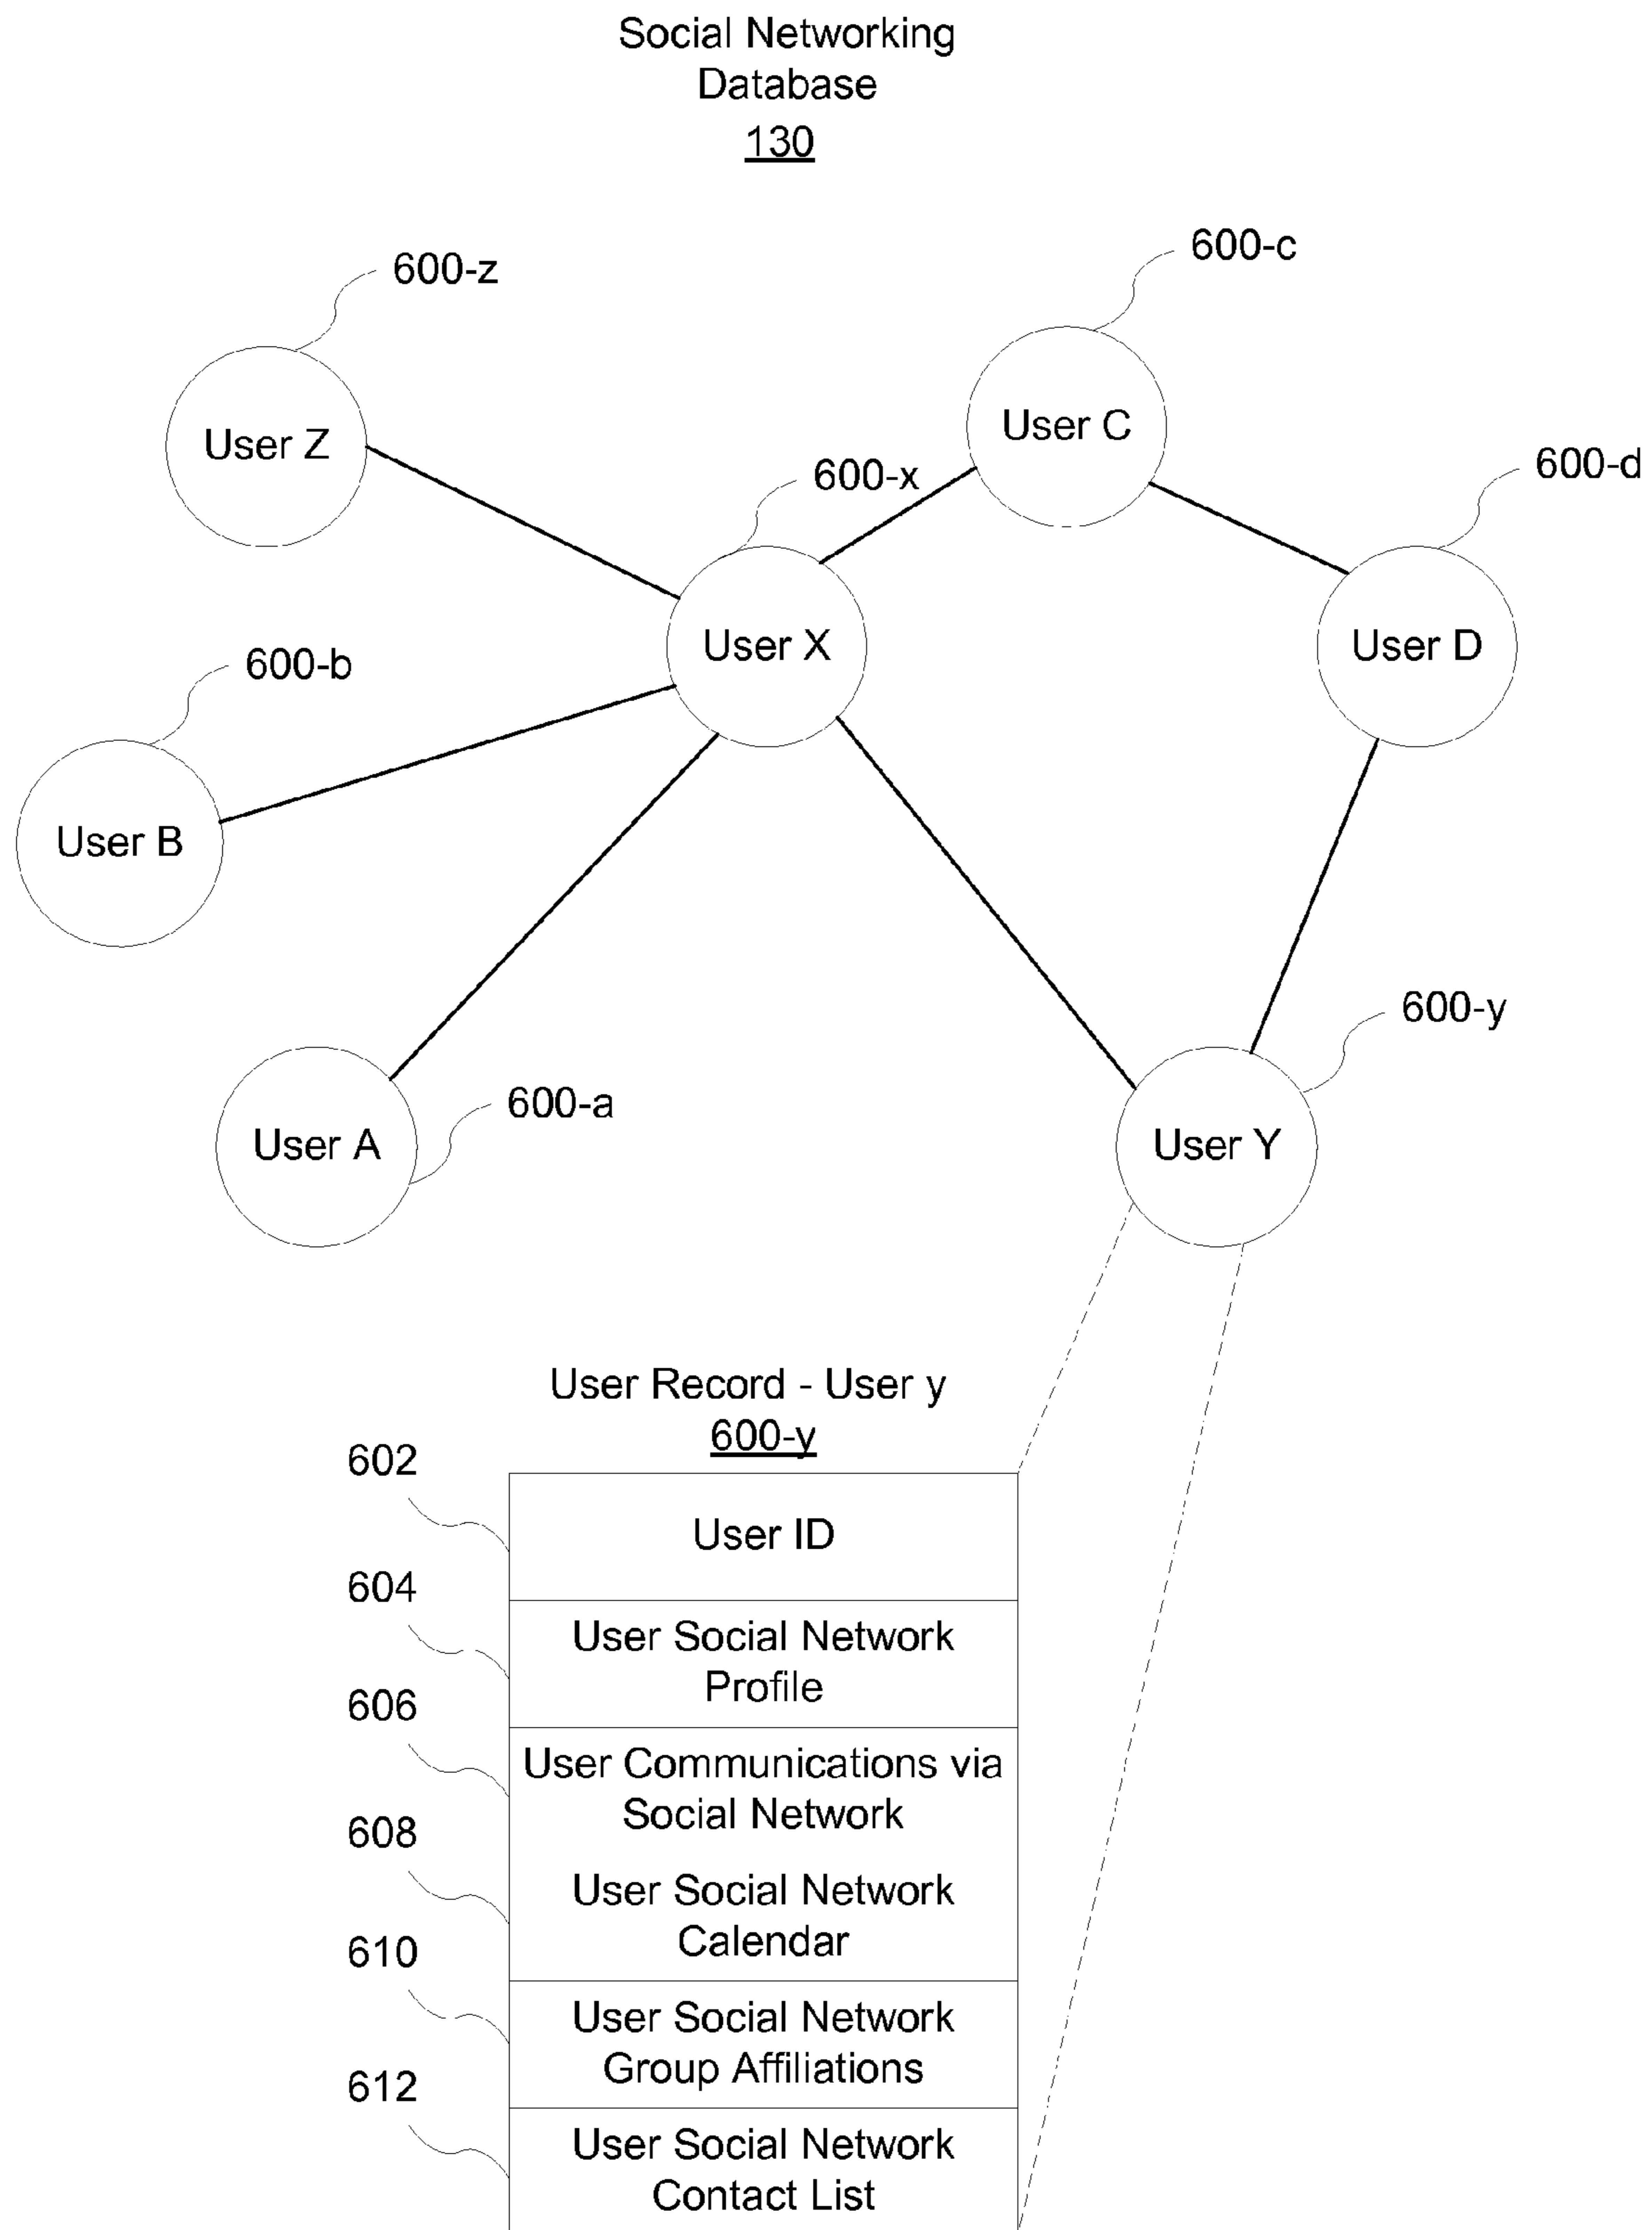 Social Networking
Database
130
600-c
600-z
User C
User Z
600-d
600-x
User X
User D
600-b
User B
600-y
600-a
User A
User Y
User Record - User y
600-y
602
User ID
604
User Social Network
Profile
606
User Communications via
Social Network
608
User Social Network
Calendar
610
User Social Network
Group Affiliations
612
User Social Network
Contact List